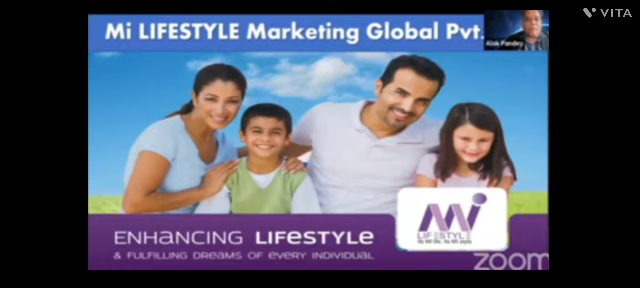 VITA
Mi LIFESTYLE Marketing Global Pvt.
Alok Pandey
Mi
LIFESTYLE
ENHANCING LIFESTYLE
& FULFILLING DREAMS OF EVERY INDIVIDUAL
zoom